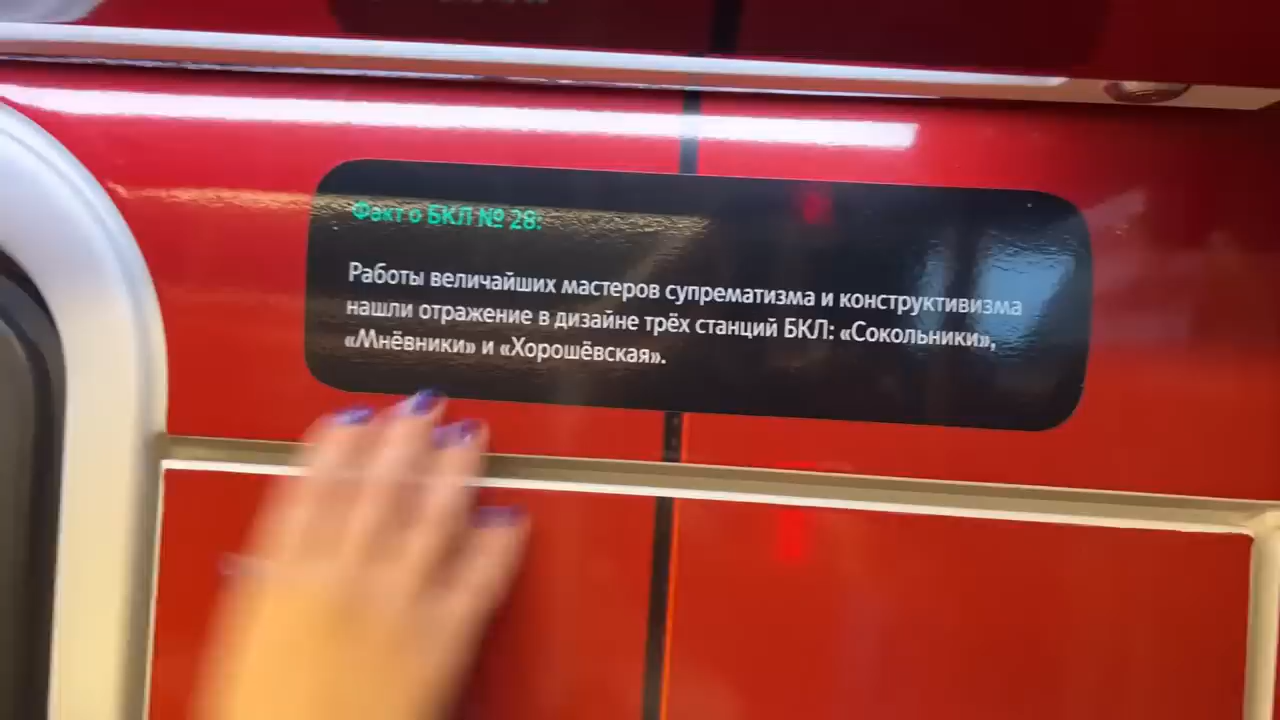 Факт о БКЛ № 28:
Работы величайших мастеров супрематизма и конструктивизма
нашли отражение в дизайне трёх станций БКЛ: «Сокольники»,
«Мнёвники» и «Хорошёвская».